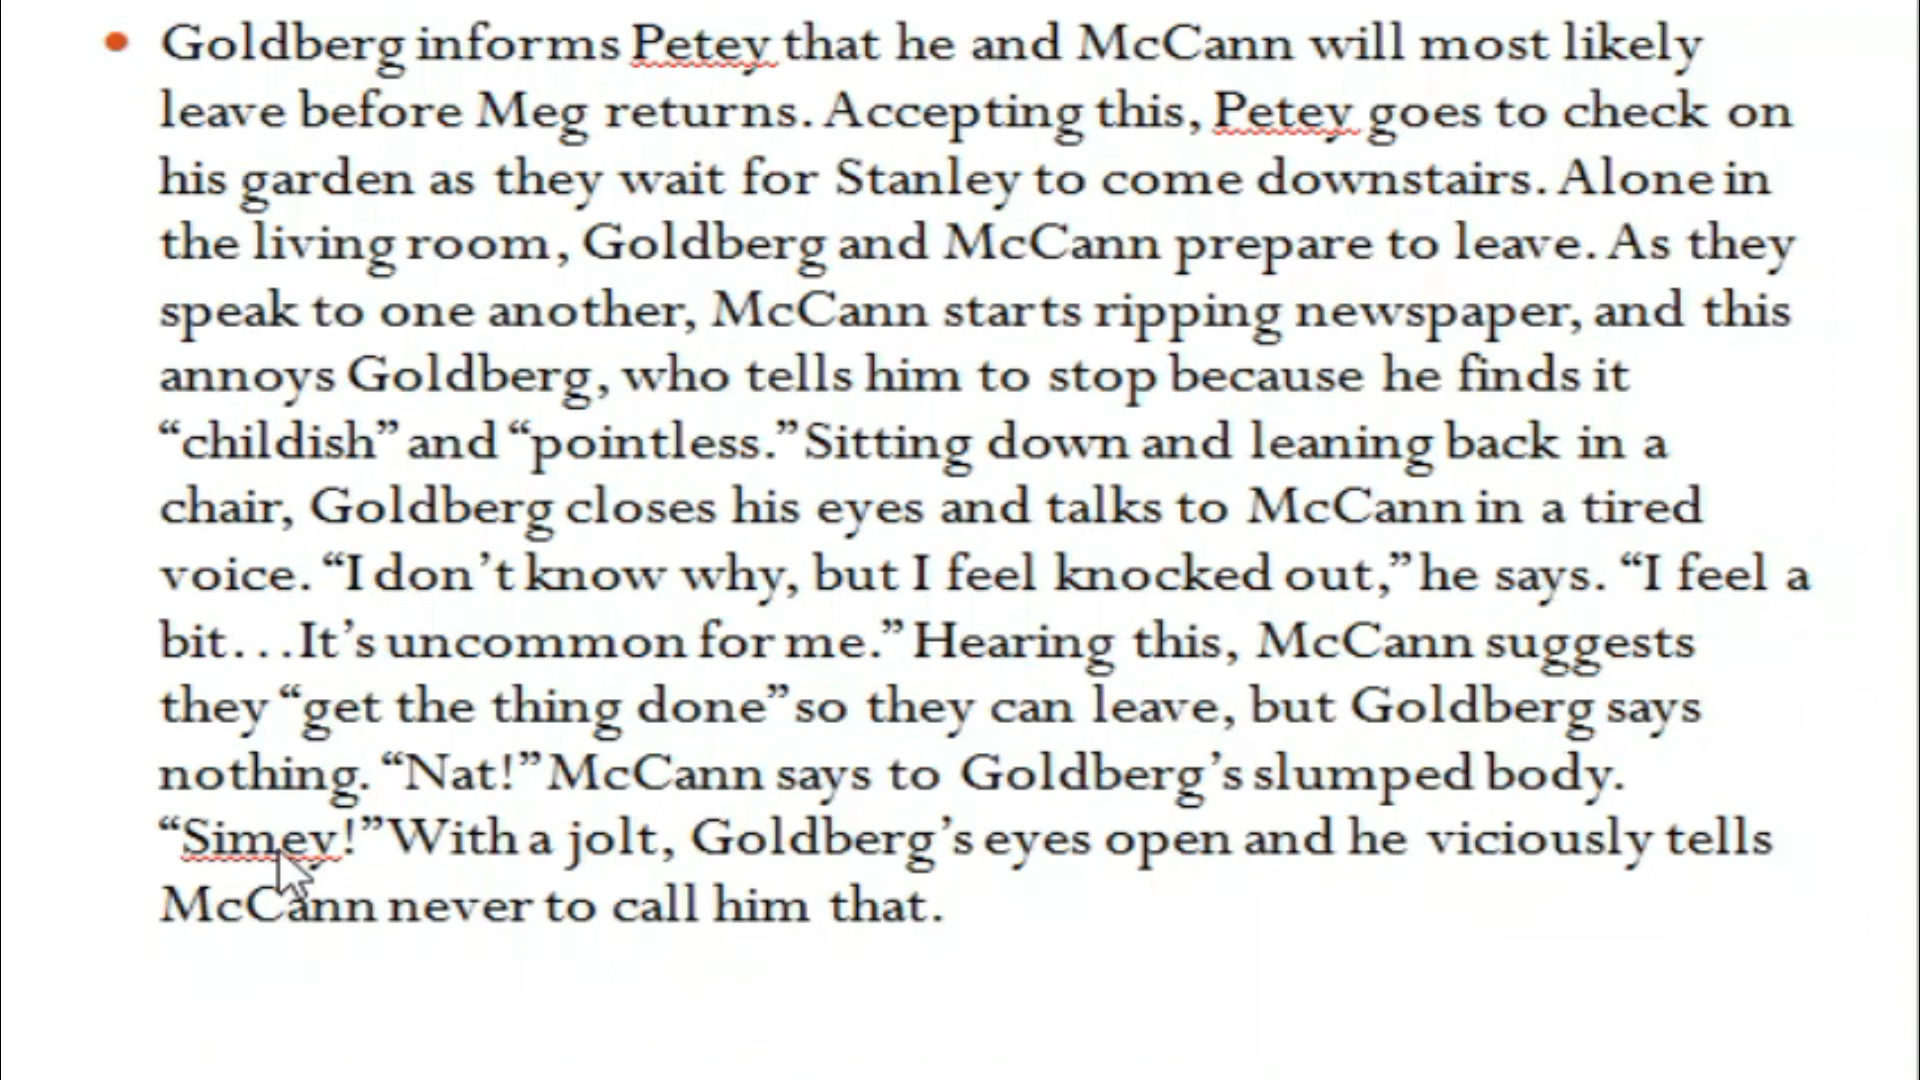 Goldberg informs Petey that he and McCann will most likely
leave before Meg returns. Accepting this, Petey goes to check on
his garden as they wait for Stanley to come downstairs. Alone in
the living room, Goldberg and McCann prepare to leave. As they
speak to one another, McCann starts ripping newspaper, and this
annoys Goldberg, who tells him to stop because he finds it
“childish” and “pointless.” Sitting down and leaning back in a
chair, Goldberg closes his eyes and talks to McCann in a tired
voice. “I don’t know why, but I feel knocked out,” he says. “I feel a
bit…It’s uncommon for me.” Hearing this, McCann suggests
they “get the thing done” so they can leave, but Goldberg says
nothing. “Nat!” McCann says to Goldberg’s slumped body.
“Simey!” With a jolt, Goldberg’s eyes open and he viciously tells
McCann never to call him that.